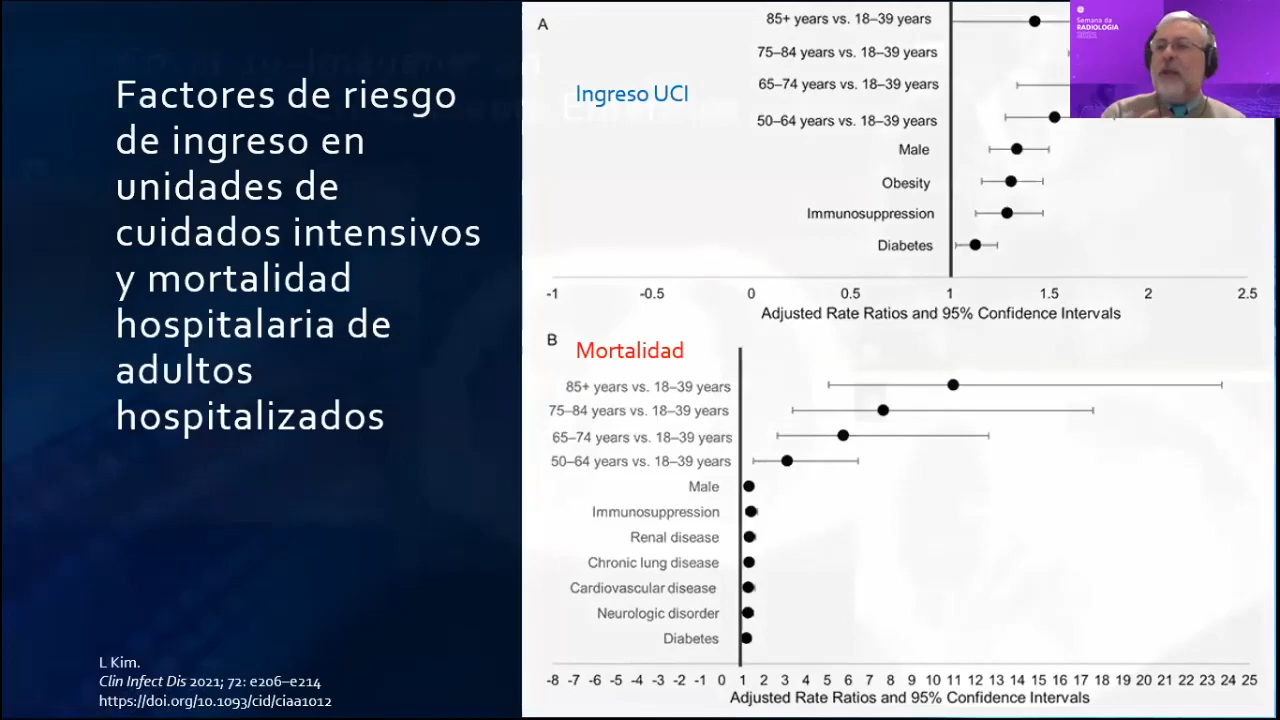 Factores de riesgo
de ingreso en
unidades de
cuidados intensivos
y mortalidad
hospitalaria de
adultos
hospitalizados
L Kim.
Clin Infect Dis 2021; 72: e206–e214
https://doi.org/10.1093/cid/ciaa1012
A
Ingreso UCI
85+ years vs. 18–39 years
75–84 years vs. 18–39 years
65–74 years vs. 18–39 years
50–64 years vs. 18–39 years
Male
Obesity
Immunosuppression
Diabetes
-1 -0.5 0 0.5 1 1.5 2 2.5
Adjusted Rate Ratios and 95% Confidence Intervals
B
Mortalidad
85+ years vs. 18–39 years
75–84 years vs. 18–39 years
65–74 years vs. 18–39 years
50–64 years vs. 18–39 years
Male
Immunosuppression
Renal disease
Chronic lung disease
Cardiovascular disease
Neurologic disorder
Diabetes
-8 -7 -6 -5 -4 -3 -2 -1 0 1 2 3 4 5 6 7 8 9 10 11 12 13 14 15 16 17 18 19 20 21 22 23 24 25
Adjusted Rate Ratios and 95% Confidence Intervals
Semana da
RADIOLOGIA